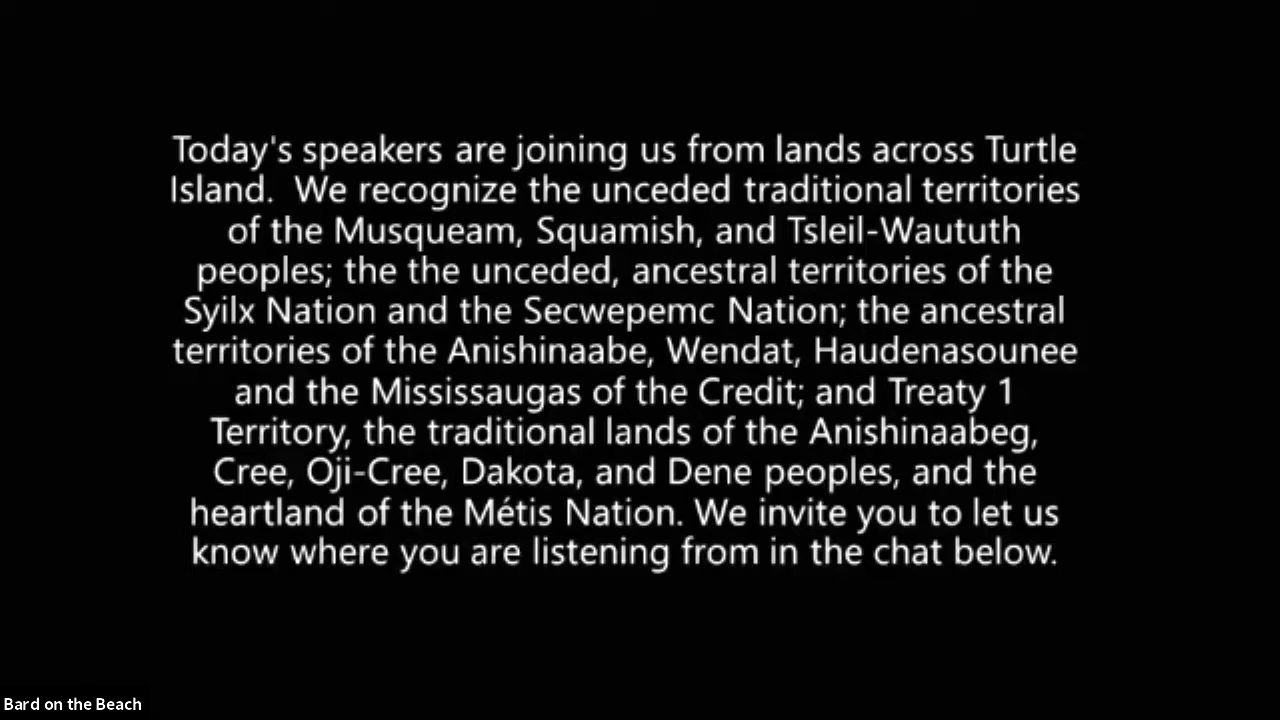 Today's speakers are joining us from lands across Turtle
Island.  We recognize the unceded traditional territories
of the Musqueam, Squamish, and Tsleil-Waututh
peoples; the the unceded, ancestral territories of the
Syilx Nation and the Secwepemc Nation; the ancestral
territories of the Anishinaabe, Wendat, Haudenasounee
and the Mississaugas of the Credit; and Treaty 1
Territory, the traditional lands of the Anishinaabeg,
Cree, Oji-Cree, Dakota, and Dene peoples, and the
heartland of the Métis Nation. We invite you to let us
know where you are listening from in the chat below.
Bard on the Beach